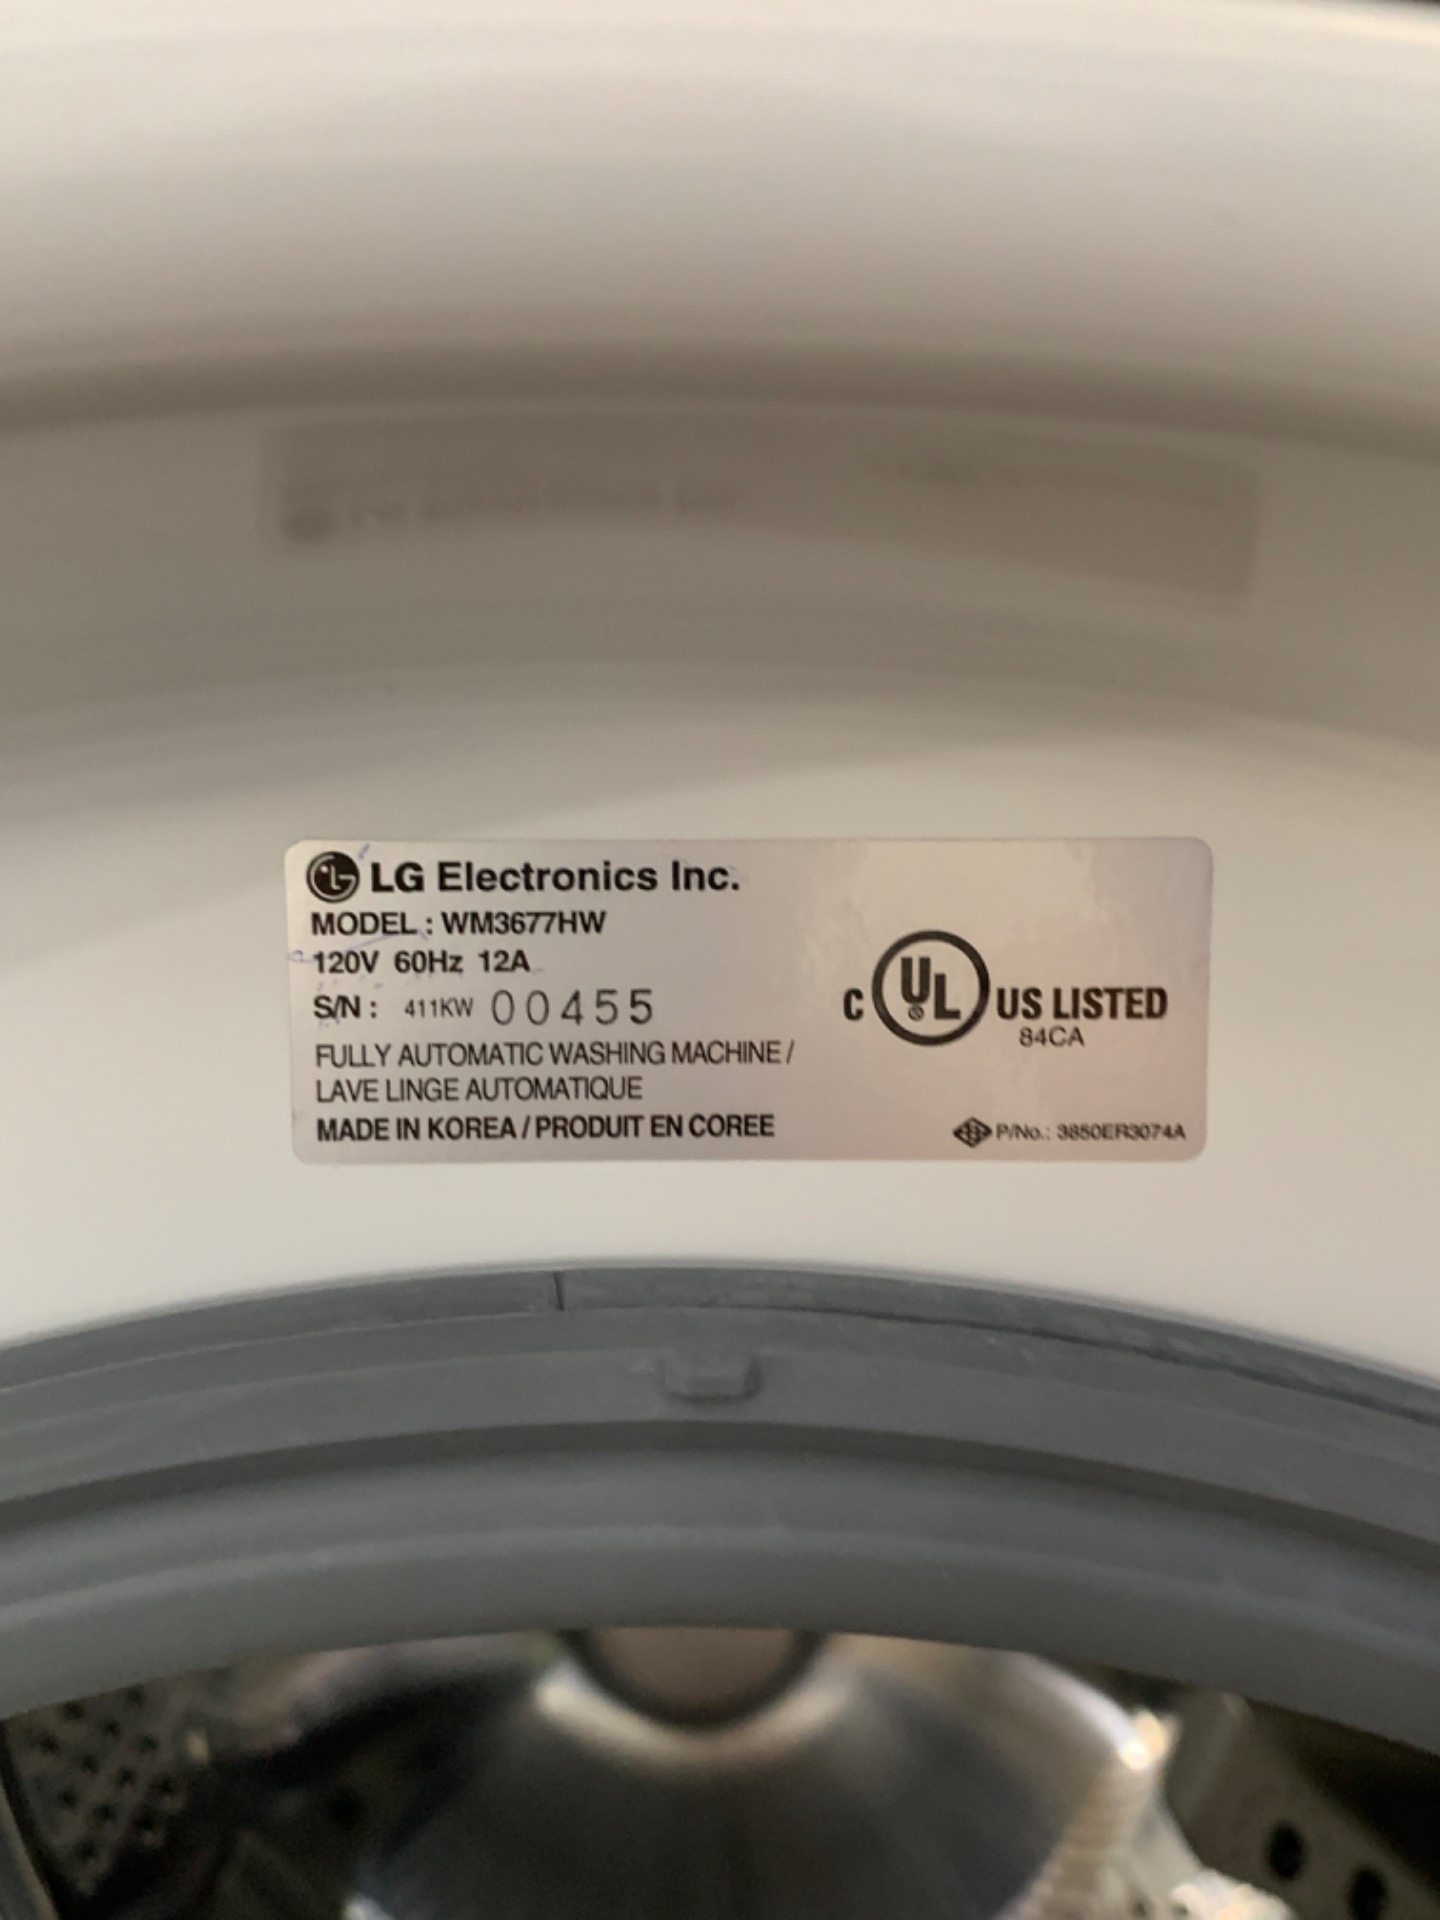 LG Electronics Inc.
MODEL : WM3677HW
120V 60Hz 12A
S/N : 411KW 00455
FULLY AUTOMATIC WASHING MACHINE /
LAVE LINGE AUTOMATIQUE
MADE IN KOREA / PRODUIT EN COREE
C UL US LISTED
84CA
P/No.: 3850ER3074A